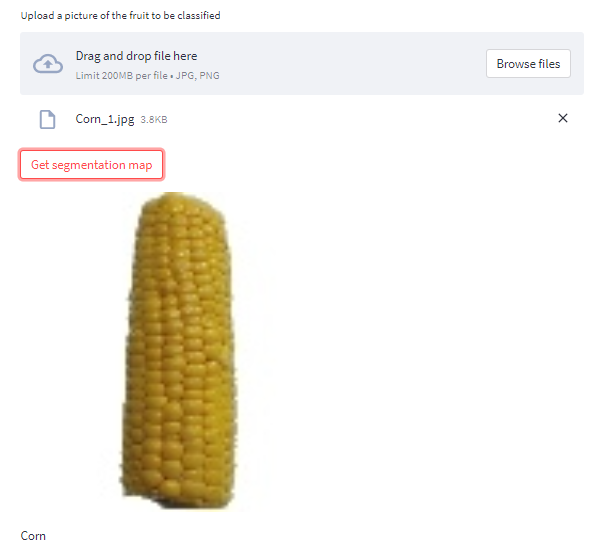 Upload a picture of the fruit to be classified
Drag and drop file here
Browse files
Limit 200MB per file • JPG, PNG
Corn_1.jpg 3.8KB
Get segmentation map
Corn